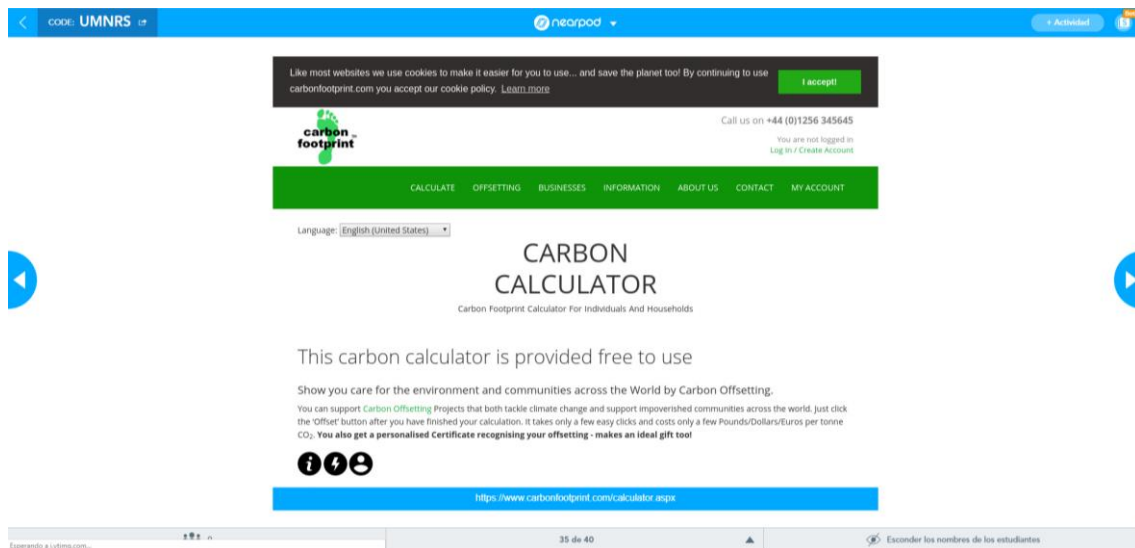 CODE: UMNRS
nearpod
+ Actividad
Like most websites we use cookies to make it easier for you to use... and save the planet too! By continuing to use
carbonfootprint.com you accept our cookie policy. Learn more
I accept!
carbon
footprint
Call us on +44 (0)1256 345645
You are not logged in
Log In / Create Account
CALCULATE OFFSETTING BUSINESSES INFORMATION ABOUT US CONTACT MY ACCOUNT
Language: English (United States)
CARBON
CALCULATOR
Carbon Footprint Calculator For Individuals And Households
This carbon calculator is provided free to use
Show you care for the environment and communities across the World by Carbon Offsetting.
You can support Carbon Offsetting Projects that both tackle climate change and support impoverished communities across the world. Just click
the 'Offset' button after you have finished your calculation. It takes only a few easy clicks and costs only a few Pounds/Dollars/Euros per tonne
CO₂. You also get a personalised Certificate recognising your offsetting - makes an ideal gift too!
https://www.carbonfootprint.com/calculator.aspx
Esperando a i.ytimg.com...
35 de 40
Esconder los nombres de los estudiantes